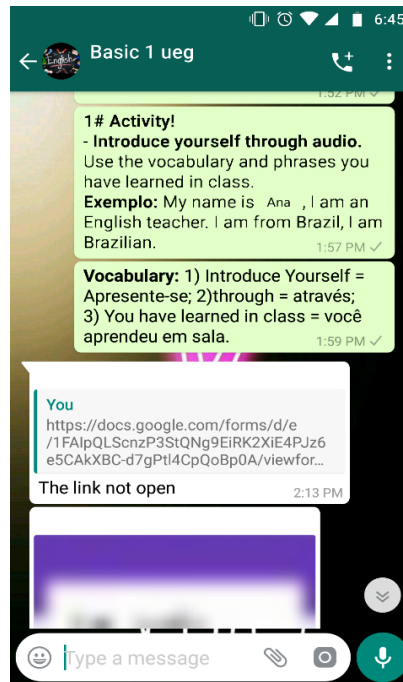 6:45
English
Basic 1 ueg
1:52 PM
1# Activity!
- Introduce yourself through audio.
Use the vocabulary and phrases you
have learned in class.
Exemplo: My name is Ana , I am an
English teacher. I am from Brazil, I am
Brazilian.
1:57 PM
Vocabulary: 1) Introduce Yourself =
Apresente-se; 2)through = através;
3) You have learned in class = você
aprendeu em sala.
1:59 PM
You
https://docs.google.com/forms/d/e
/1FAIpQLScnzP3StQNg9EiRK2XiE4PJz6
e5CAkXBC-d7gPtl4CpQoBp0A/viewfor...
The link not open
2:13 PM
Type a message